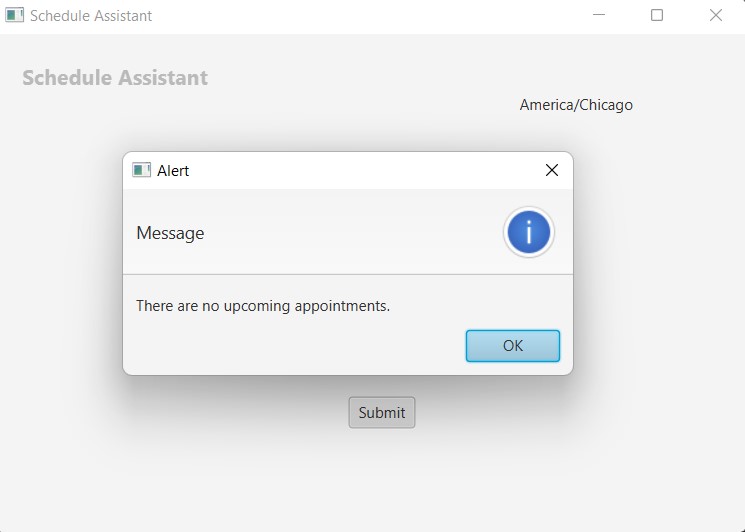 Schedule Assistant
Schedule Assistant
America/Chicago
Alert
Message
i
There are no upcoming appointments.
OK
Submit